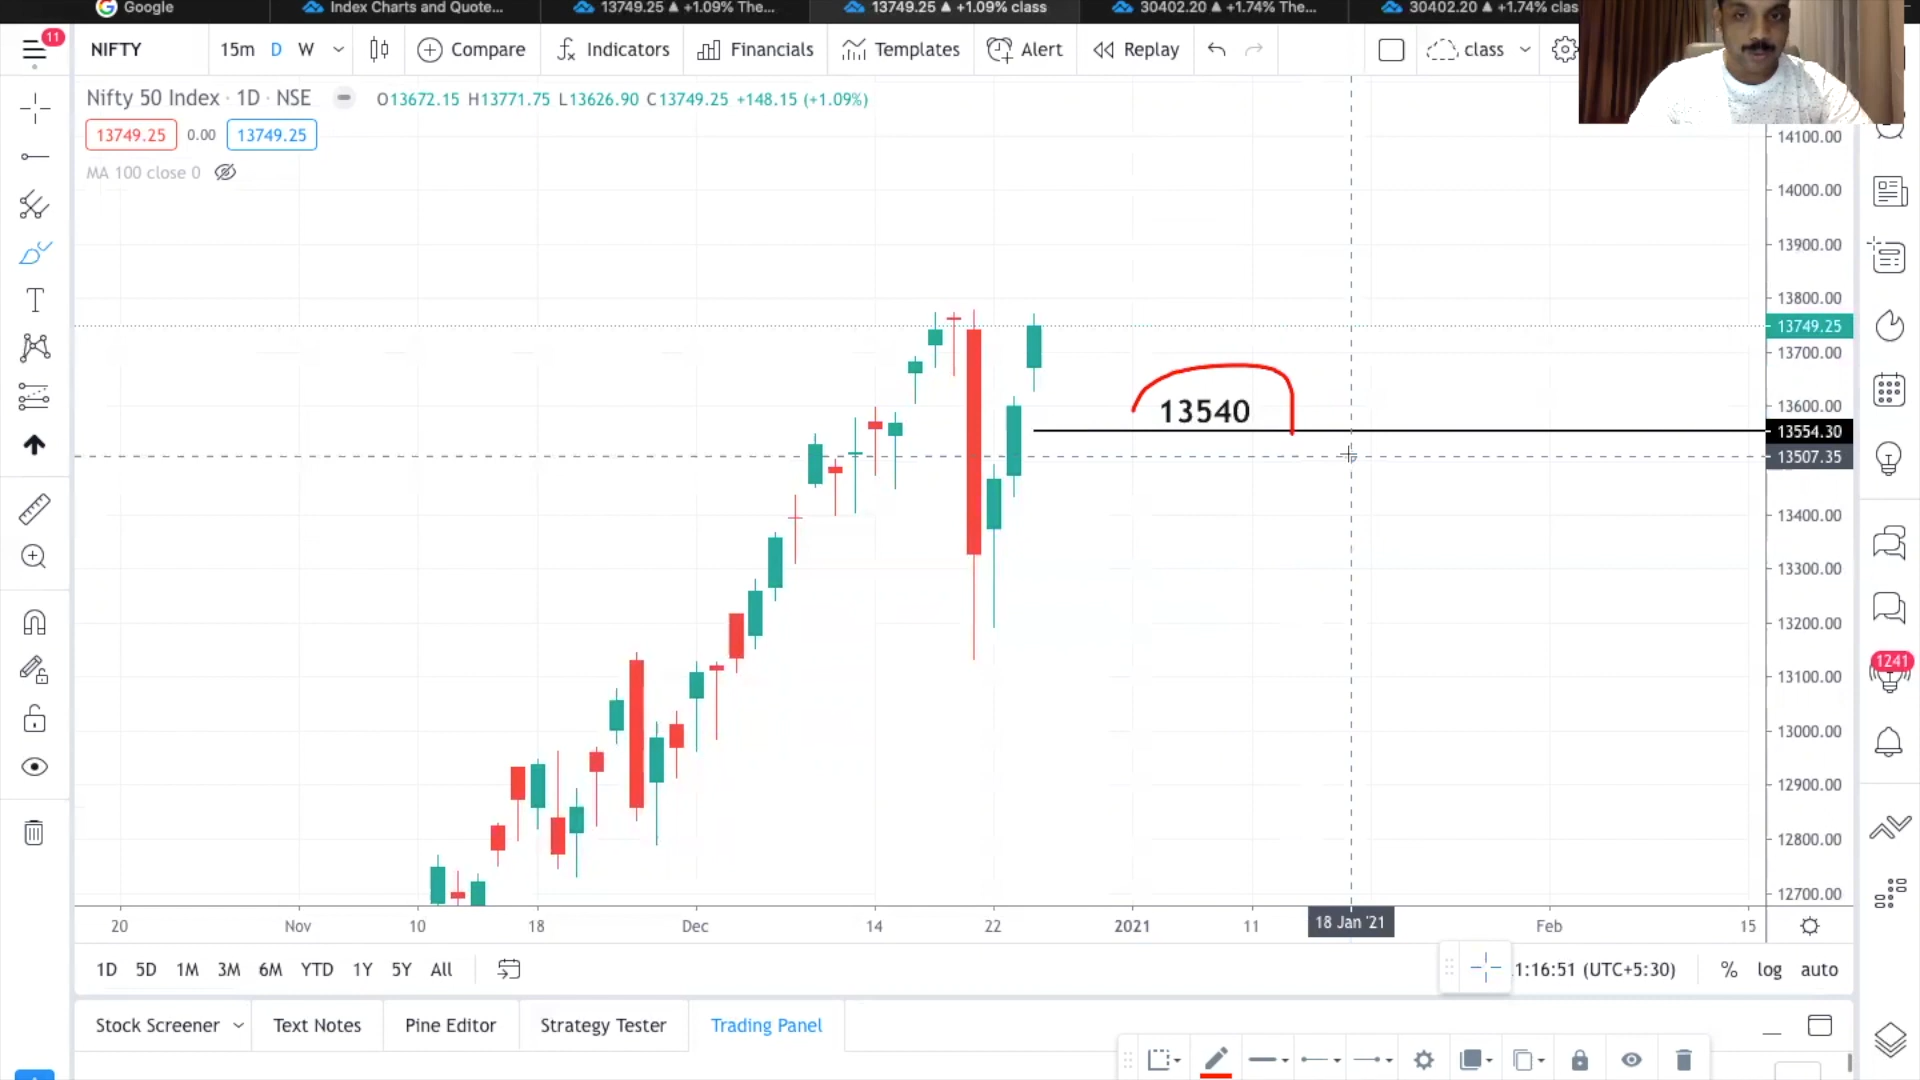 Google
Index Charts and Quote...
13749.25 ▲ +1.09% The...
13749.25 ▲ +1.09% class
30402.20 ▲ +1.74% The...
30402.20 ▲ +1.74% clas
11
NIFTY
15m
D
W
Compare
Indicators
Financials
Templates
Alert
Replay
class
Nifty 50 Index · 1D · NSE
O13672.15 H13771.75 L13626.90 C13749.25 +148.15 (+1.09%)
13749.25
0.00
13749.25
MA 100 close 0
14100.00
14000.00
13900.00
13800.00
13749.25
13700.00
13600.00
13554.30
13507.35
13400.00
13300.00
13200.00
13100.00
13000.00
12900.00
12800.00
12700.00
13540
1241
20
Nov
10
18
Dec
14
22
2021
11
18 Jan '21
Feb
15
1D
5D
1M
3M
6M
YTD
1Y
5Y
All
1:16:51 (UTC+5:30)
%
log
auto
Stock Screener
Text Notes
Pine Editor
Strategy Tester
Trading Panel